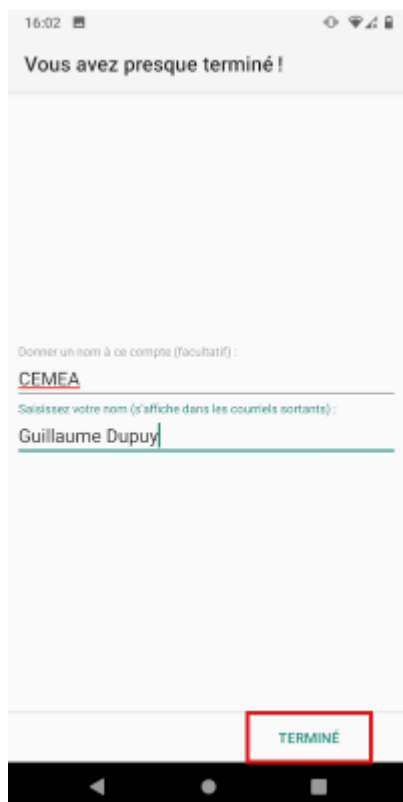 16:02
Vous avez presque terminé !
Donner un nom à ce compte (facultatif) :
CEMEA
Saisissez votre nom (s'affiche dans les courriels sortants) :
Guillaume Dupuy
TERMINÉ